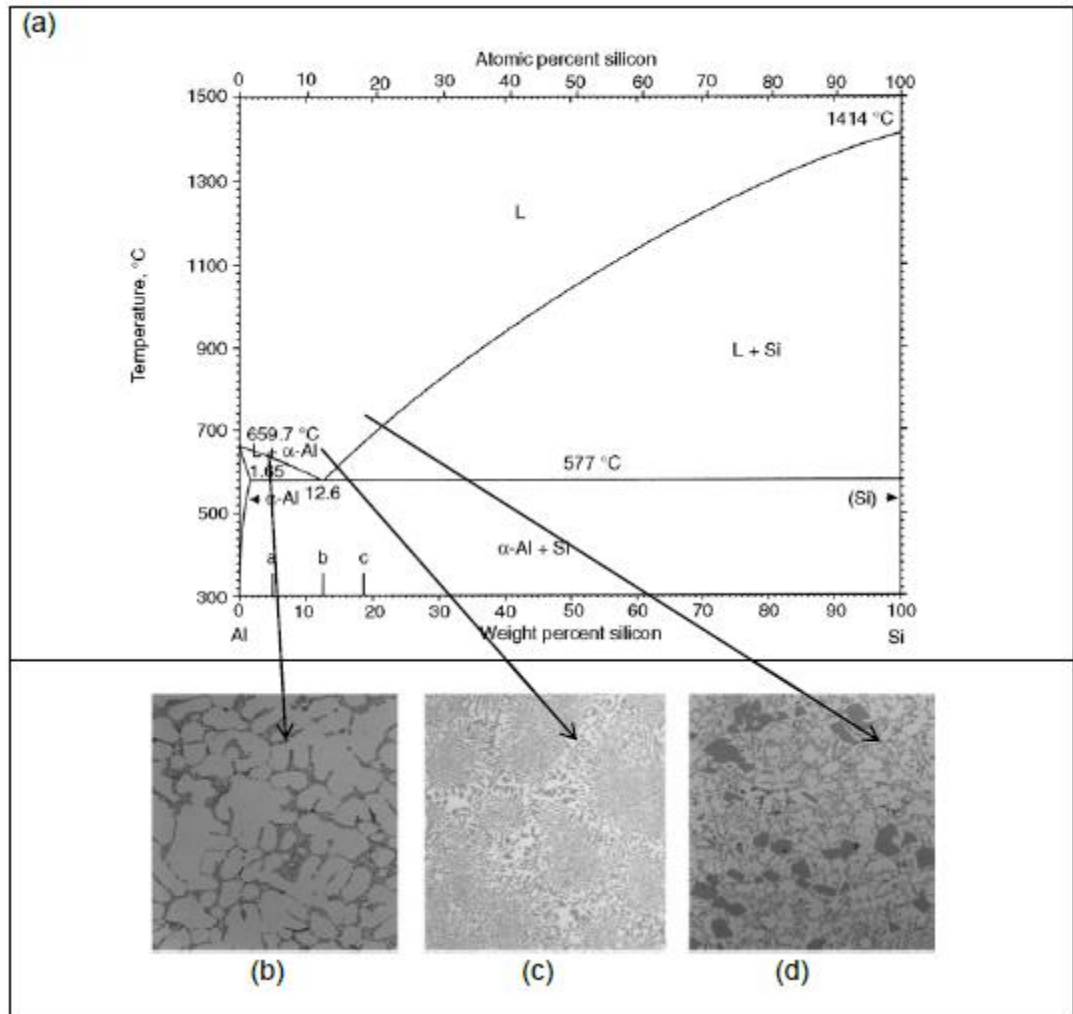 (a)
Atomic percent silicon
0 10 20 30 40 50 60 70 80 90 100
1500
1414 °C
1300
L
1100
Temperature, °C
900
L + Si
700
659.7 °C
L + α-Al
577 °C
1.65
12.6
α-Al
(Si)
500
α-Al + Si
a b c
300
0 10 20 30 40 50 60 70 80 90 100
Al Weight percent silicon Si
(b) (c) (d)